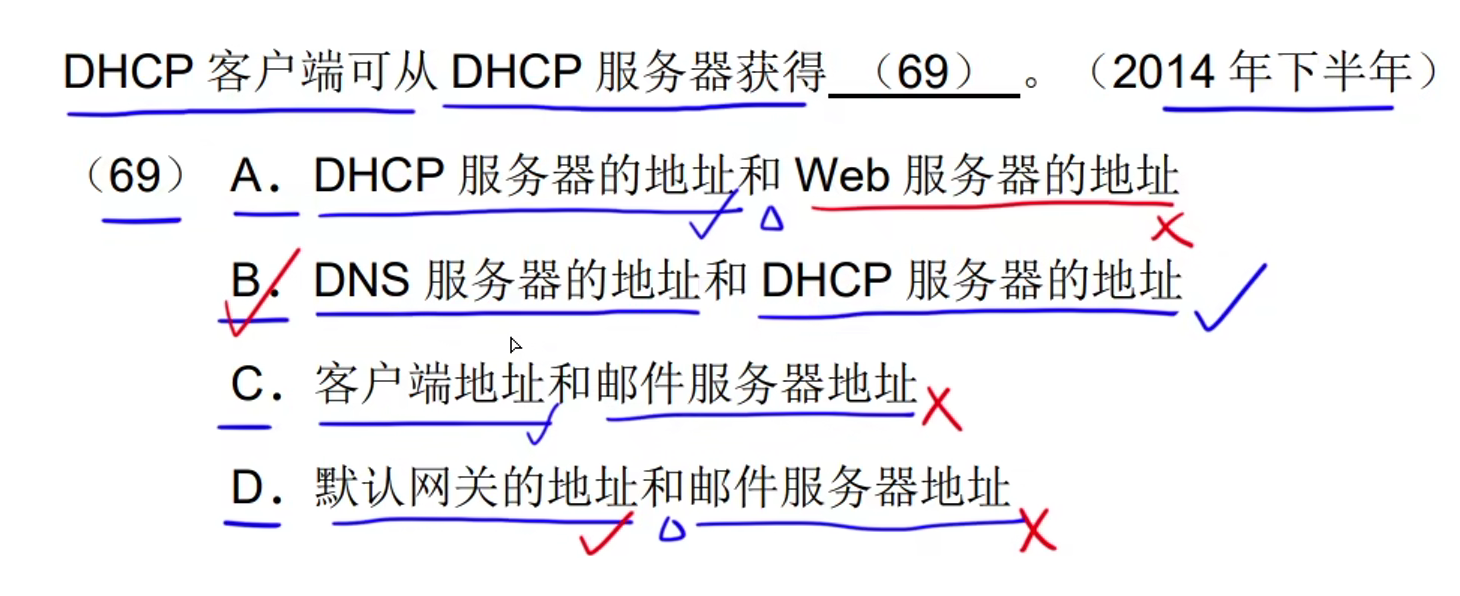 DHCP 客户端可从 DHCP 服务器获得 （69） 。（2014 年下半年）
（69） A．DHCP 服务器的地址和 Web 服务器的地址
B．DNS 服务器的地址和 DHCP 服务器的地址
C．客户端地址和邮件服务器地址
D．默认网关的地址和邮件服务器地址